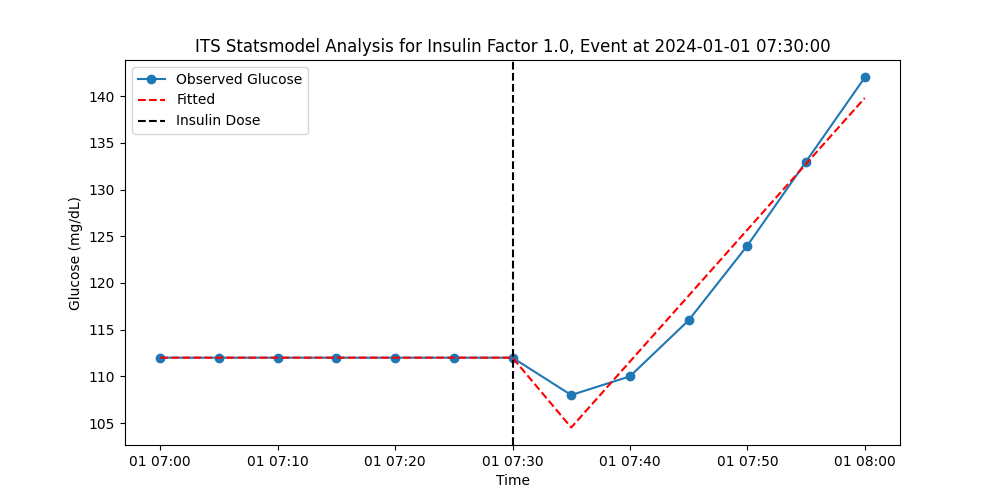 ITS Statsmodel Analysis for Insulin Factor 1.0, Event at 2024-01-01 07:30:00
Observed Glucose
Fitted
Insulin Dose
Glucose (mg/dL)
140
135
130
125
120
115
110
105
01 07:00 01 07:10 01 07:20 01 07:30 01 07:40 01 07:50 01 08:00
Time